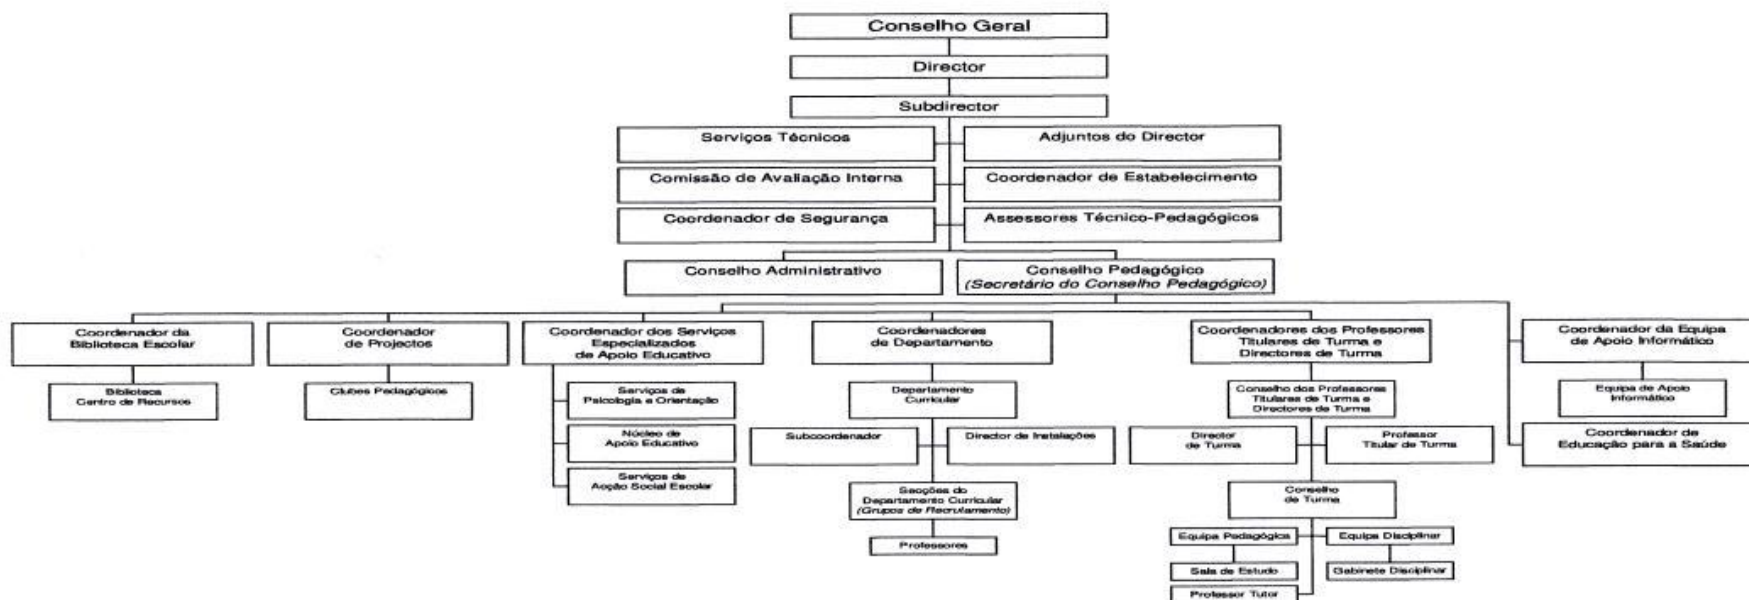 Conselho Geral
Director
Subdirector
Serviços Técnicos
Adjuntos do Director
Comissão de Avaliação Interna
Coordenador de Estabelecimento
Coordenador de Segurança
Assessores Técnico-Pedagógicos
Conselho Administrativo
Conselho Pedagógico
(Secretário do Conselho Pedagógico)
Coordenador da
Biblioteca Escolar
Coordenador
de Projectos
Coordenador dos Serviços
Especializados
de Apoio Educativo
Coordenadores
de Departamento
Coordenadores dos Professores
Titulares de Turma e
Directores de Turma
Coordenador da Equipa
de Apoio Informático
Biblioteca
Centro de Recursos
Clubes Pedagógicos
Serviços de
Psicologia e Orientação
Núcleo de
Apoio Educativo
Serviços de
Acção Social Escolar
Departamento
Curricular
Subcoordenador
Director de Instalações
Secções do
Departamento Curricular
(Grupos de Recrutamento)
Professores
Conselho dos Professores
Titulares de Turma e
Directores de Turma
Director
de Turma
Professor
Titular de Turma
Conselho
de Turma
Equipa Pedagógica
Equipa Disciplinar
Sala de Estudo
Gabinete Disciplinar
Professor Tutor
Equipa de Apoio
Informático
Coordenador de
Educação para a Saúde